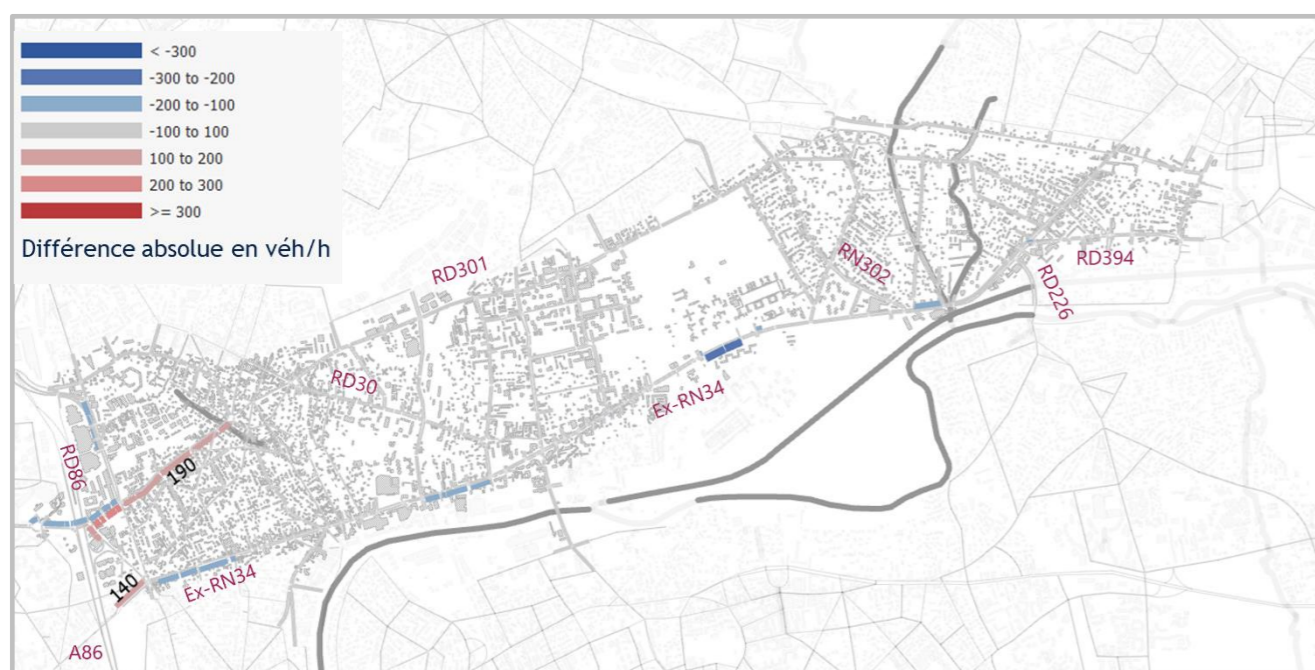 < -300
-300 to -200
-200 to -100
-100 to 100
100 to 200
200 to 300
>= 300
Différence absolue en véh/h
RD301
RN302
RD394
RD226
RD30
Ex-RN34
RD86
190
140
Ex-RN34
A86